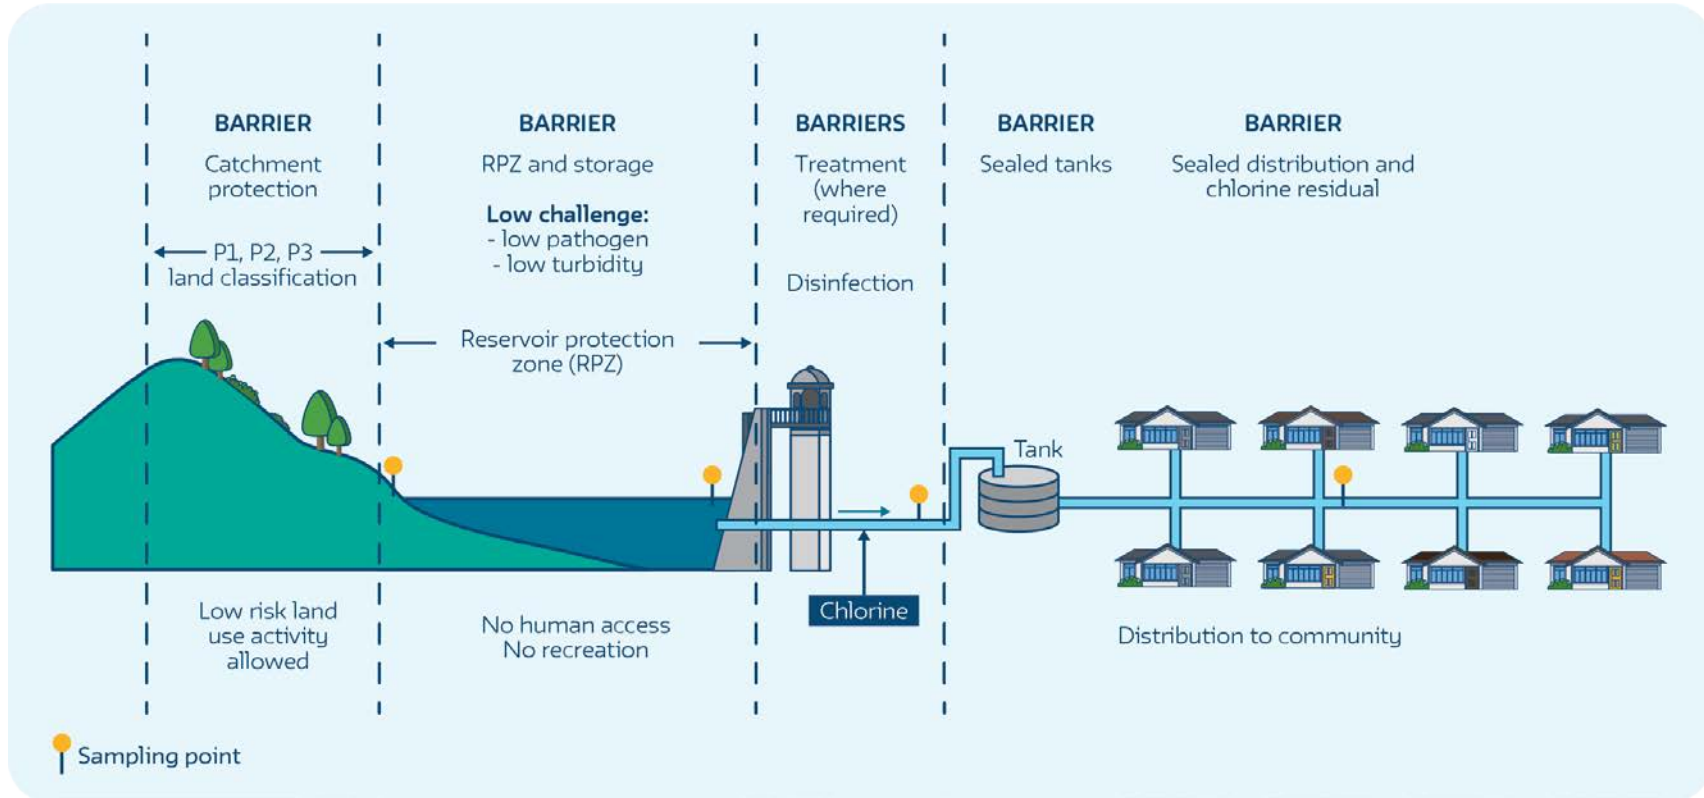 BARRIER
Catchment
protection
P1, P2, P3
land classification
BARRIER
RPZ and storage
Low challenge:
- low pathogen
- low turbidity
Reservoir protection
zone (RPZ)
BARRIERS
Treatment
(where
required)
Disinfection
BARRIER
Sealed tanks
BARRIER
Sealed distribution and
chlorine residual
Tank
Chlorine
Low risk land
use activity
allowed
No human access
No recreation
Distribution to community
Sampling point